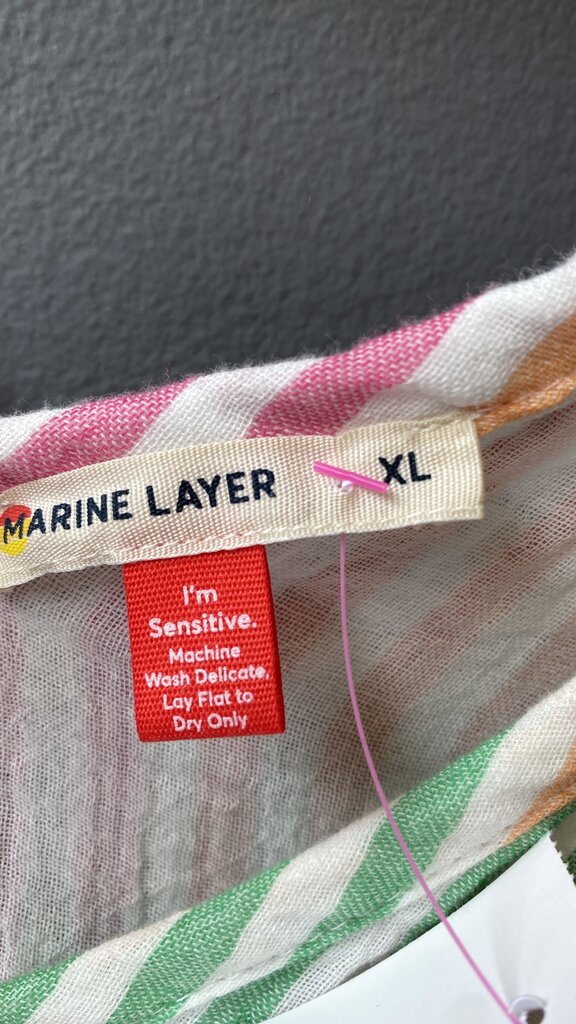 MARINE LAYER XL
I'm
Sensitive.
Machine
Wash Delicate,
Lay Flat to
Dry Only